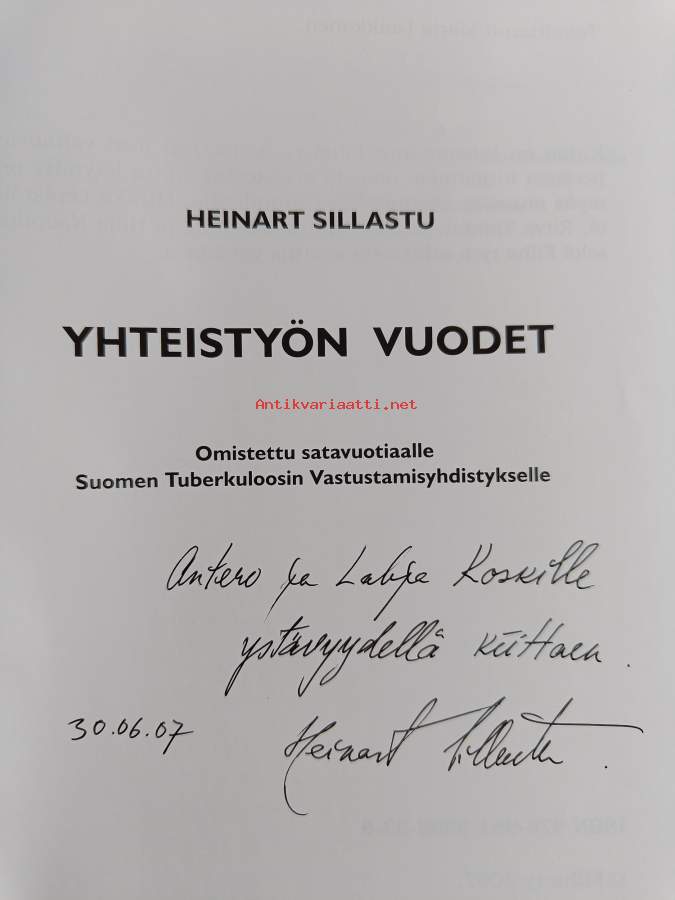 HEINART SILLASTU
YHTEISTYÖN VUODET
Antikvariaatti.net
Omistettu satavuotiaalle
Suomen Tuberkuloosin Vastustamisyhdistykselle
Antero ja Lahja Koskille
ystävyydellä kiittaen.
30.06.07 Heinart Sillastu.